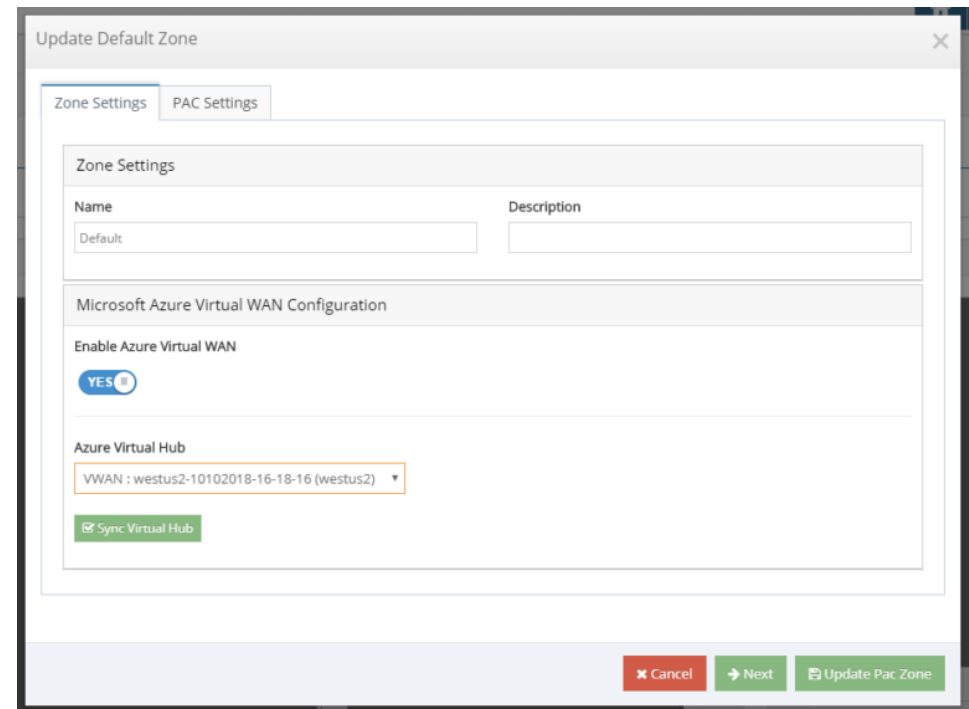 Update Default Zone
Zone Settings PAC Settings
Zone Settings
Name Description
Default
Microsoft Azure Virtual WAN Configuration
Enable Azure Virtual WAN
YES
Azure Virtual Hub
VWAN : westus2-10102018-16-18-16 (westus2)
Sync Virtual Hub
Cancel Next Update Pac Zone